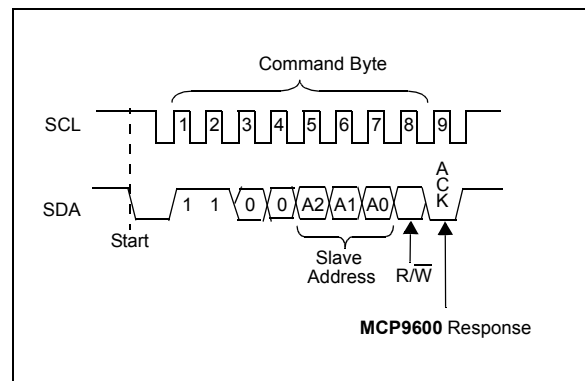 Command Byte
SCL 1 2 3 4 5 6 7 8 9
SDA 1 1 0 0 A2 A1 A0 ACK
Start
Slave
Address
R/W̅
MCP9600 Response